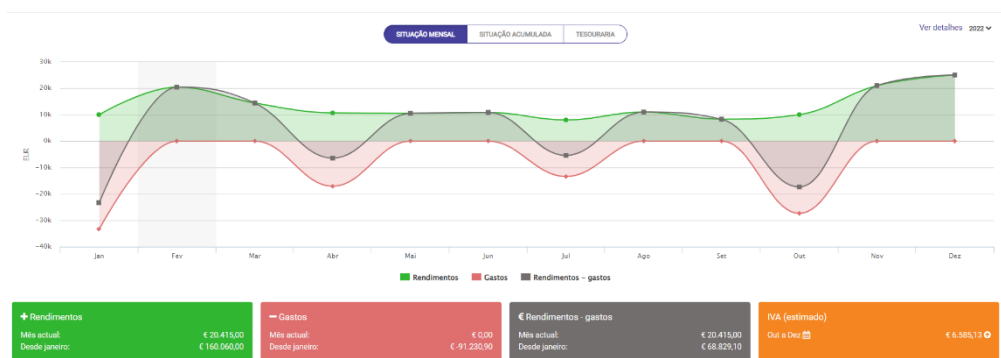 SITUAÇÃO MENSAL SITUAÇÃO ACUMULADA TESOURARIA Ver detalhes 2022
30k
20k
10k
0k
EUR
-10k
-20k
-30k
-40k
Jan Fev Mar Abr Mai Jun Jul Ago Set Out Nov Dez
Rendimentos Gastos Rendimentos - gastos
+ Rendimentos
Mês actual: € 20.415,00
Desde janeiro: € 160.060,00
− Gastos
Mês actual: € 0,00
Desde janeiro: € -91.230,90
€ Rendimentos - gastos
Mês actual: € 20.415,00
Desde janeiro: € 68.829,10
IVA (estimado)
Out a Dez € 6.585,13